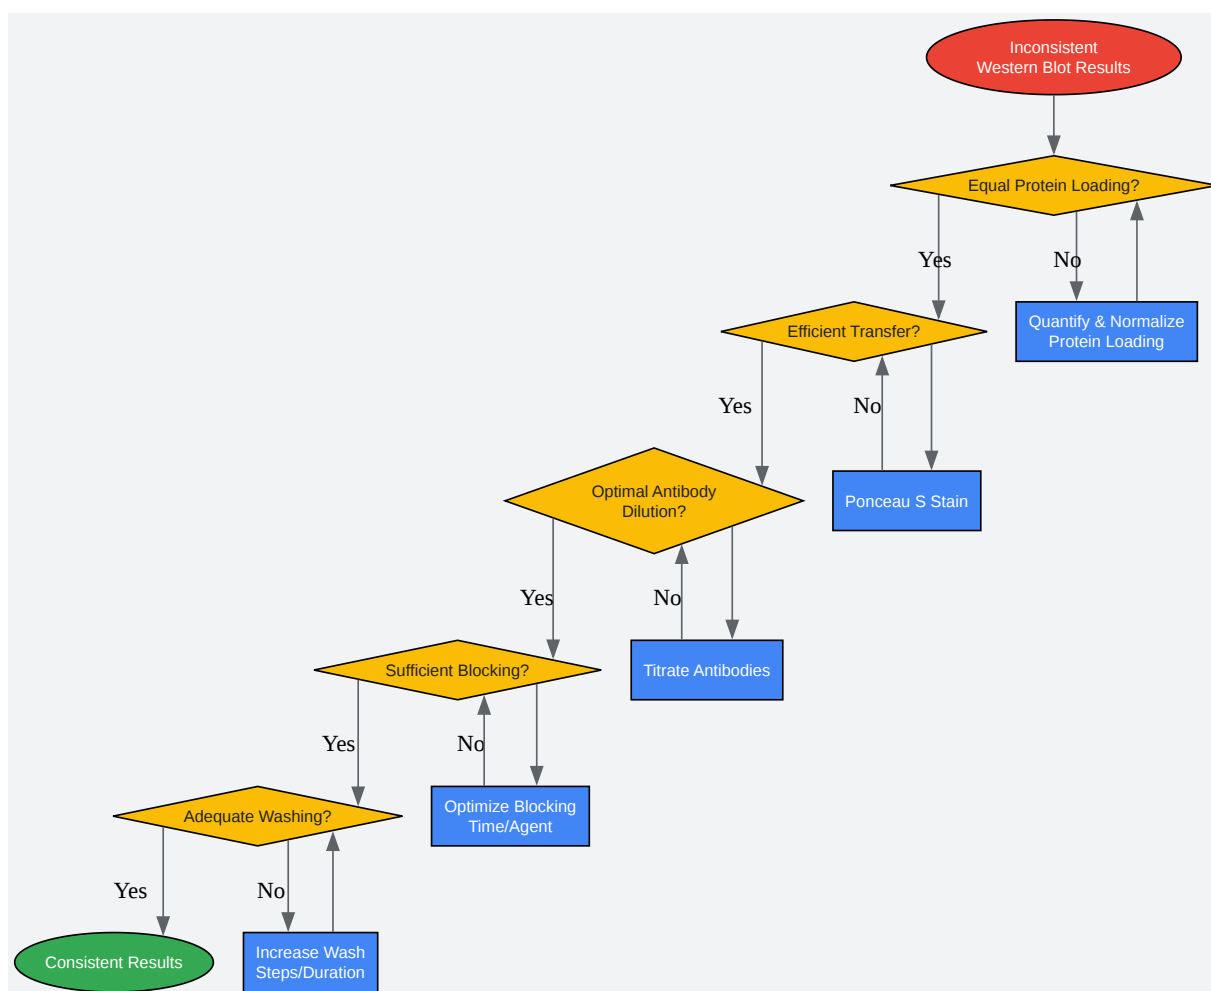 Inconsistent
Western Blot Results
Equal Protein Loading?
Yes
No
Quantify & Normalize
Protein Loading
Efficient Transfer?
Yes
No
Ponceau S Stain
Optimal Antibody
Dilution?
Yes
No
Titrate Antibodies
Sufficient Blocking?
Yes
No
Optimize Blocking
Time/Agent
Adequate Washing?
Yes
No
Consistent Results
Increase Wash
Steps/Duration